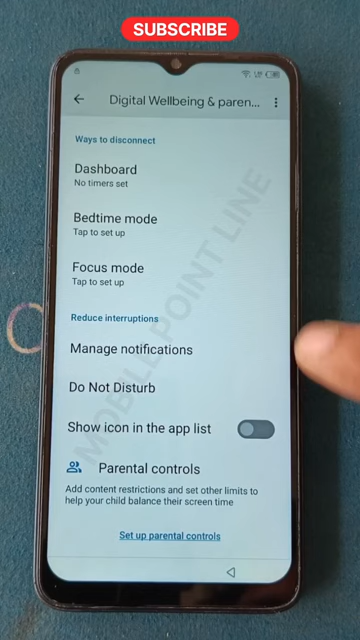 SUBSCRIBE
Digital Wellbeing & paren...
Ways to disconnect
Dashboard
No timers set
Bedtime mode
Tap to set up
Focus mode
Tap to set up
Reduce interruptions
Manage notifications
Do Not Disturb
Show icon in the app list
Parental controls
Add content restrictions and set other limits to
help your child balance their screen time
Set up parental controls
MOBILE POINT LINE